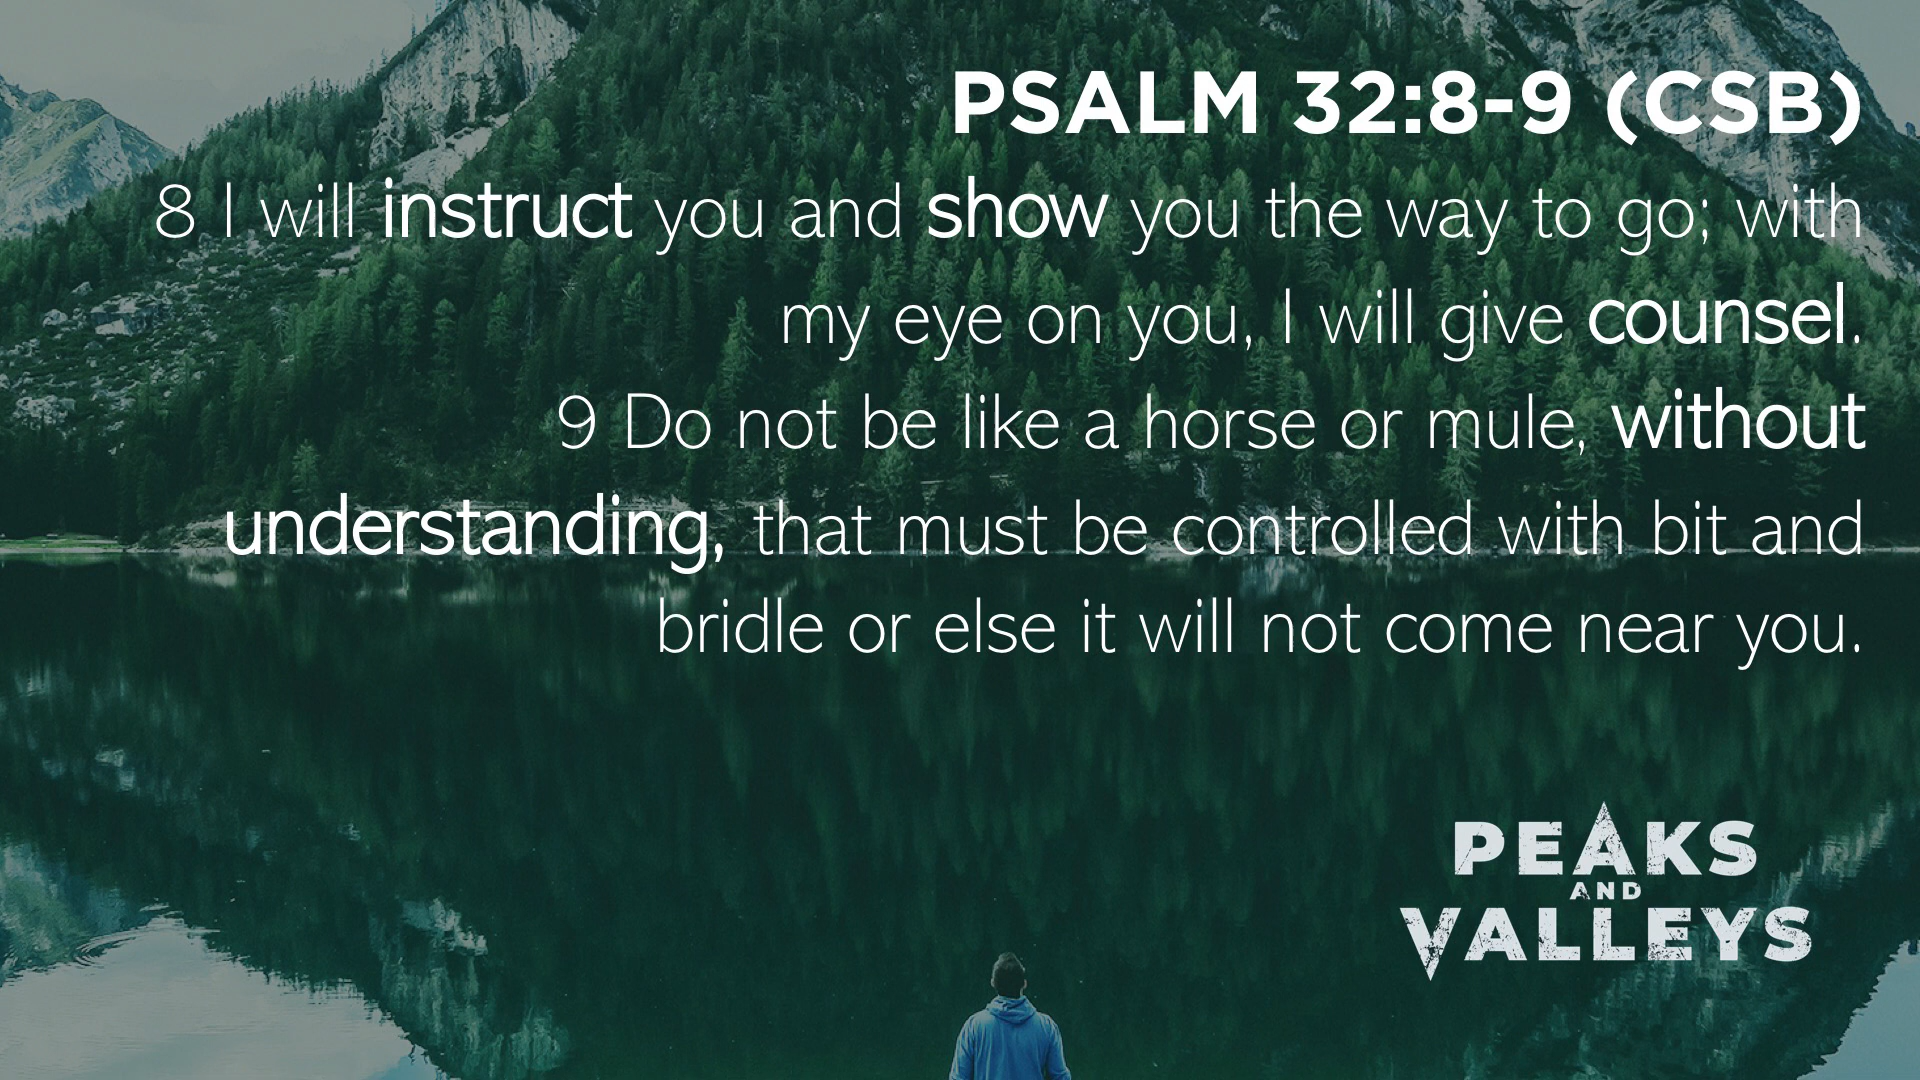 PSALM 32:8-9 (CSB)
8 I will instruct you and show you the way to go; with
my eye on you, I will give counsel.
9 Do not be like a horse or mule, without
understanding, that must be controlled with bit and
bridle or else it will not come near you.
PEAKS
AND
VALLEYS